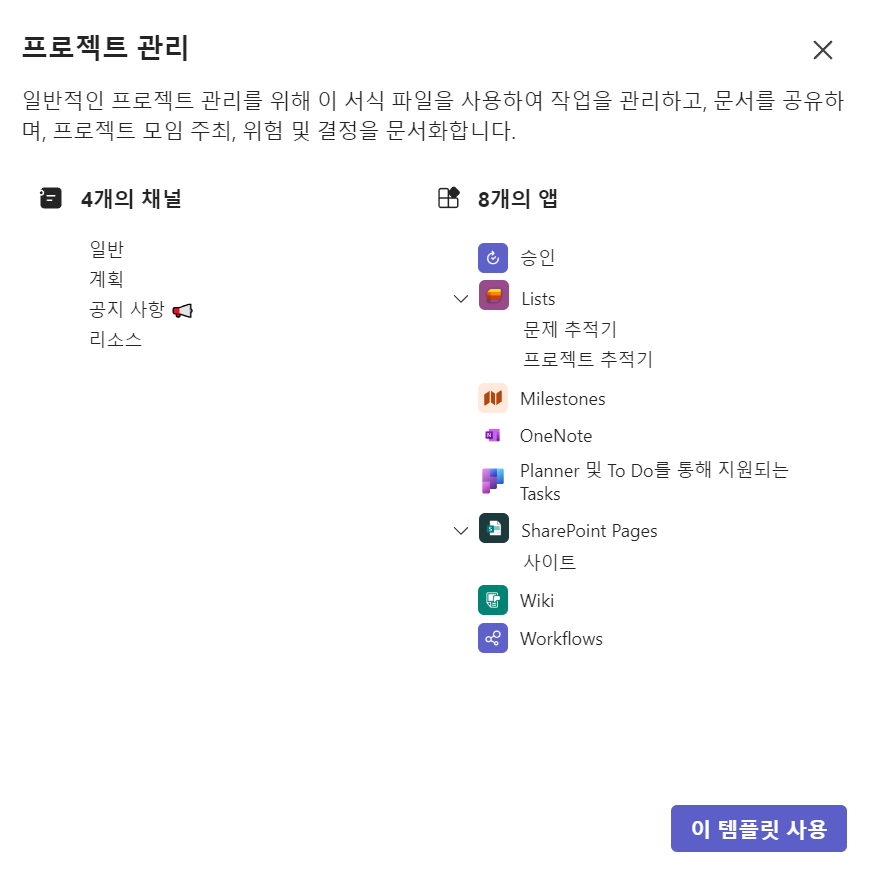 프로젝트 관리
일반적인 프로젝트 관리를 위해 이 서식 파일을 사용하여 작업을 관리하고, 문서를 공유하
며, 프로젝트 모임 주최, 위험 및 결정을 문서화합니다.
4개의 채널
일반
계획
공지 사항 📢
리소스
8개의 앱
승인
Lists
문제 추적기
프로젝트 추적기
Milestones
OneNote
Planner 및 To Do를 통해 지원되는
Tasks
SharePoint Pages
사이트
Wiki
Workflows
이 템플릿 사용